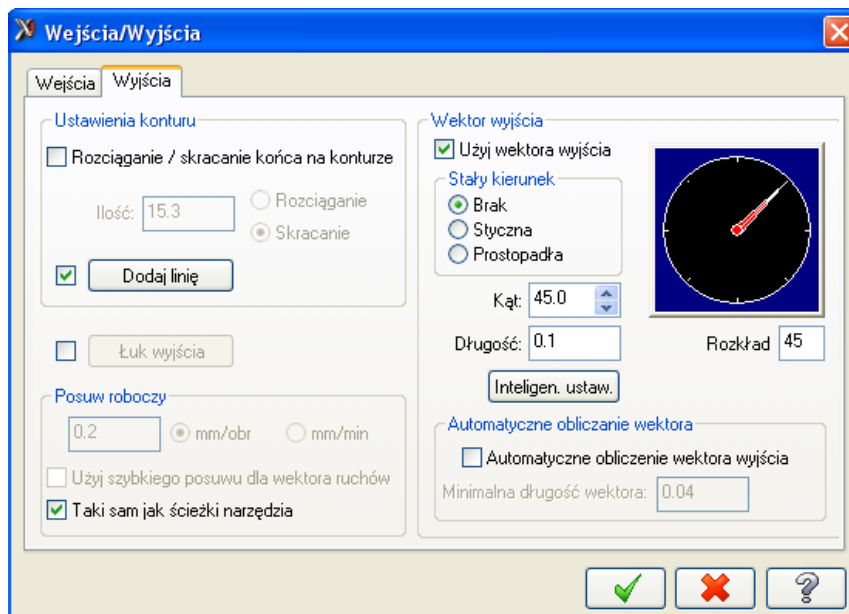 Wejścia/Wyjścia
Wejścia
Wyjścia
Ustawienia konturu
Rozciąganie / skracanie końca na konturze
Ilość: 15.3
Rozciąganie
Skracanie
Dodaj linię
Łuk wyjścia
Posuw roboczy
0.2
mm/obr
mm/min
Użyj szybkiego posuwu dla wektora ruchów
Taki sam jak ścieżki narzędzia
Wektor wyjścia
Użyj wektora wyjścia
Stały kierunek
Brak
Styczna
Prostopadła
Kąt: 45.0
Długość: 0.1
Rozkład 45
Inteligen. ustaw.
Automatyczne obliczanie wektora
Automatyczne obliczenie wektora wyjścia
Minimalna długość wektora: 0.04